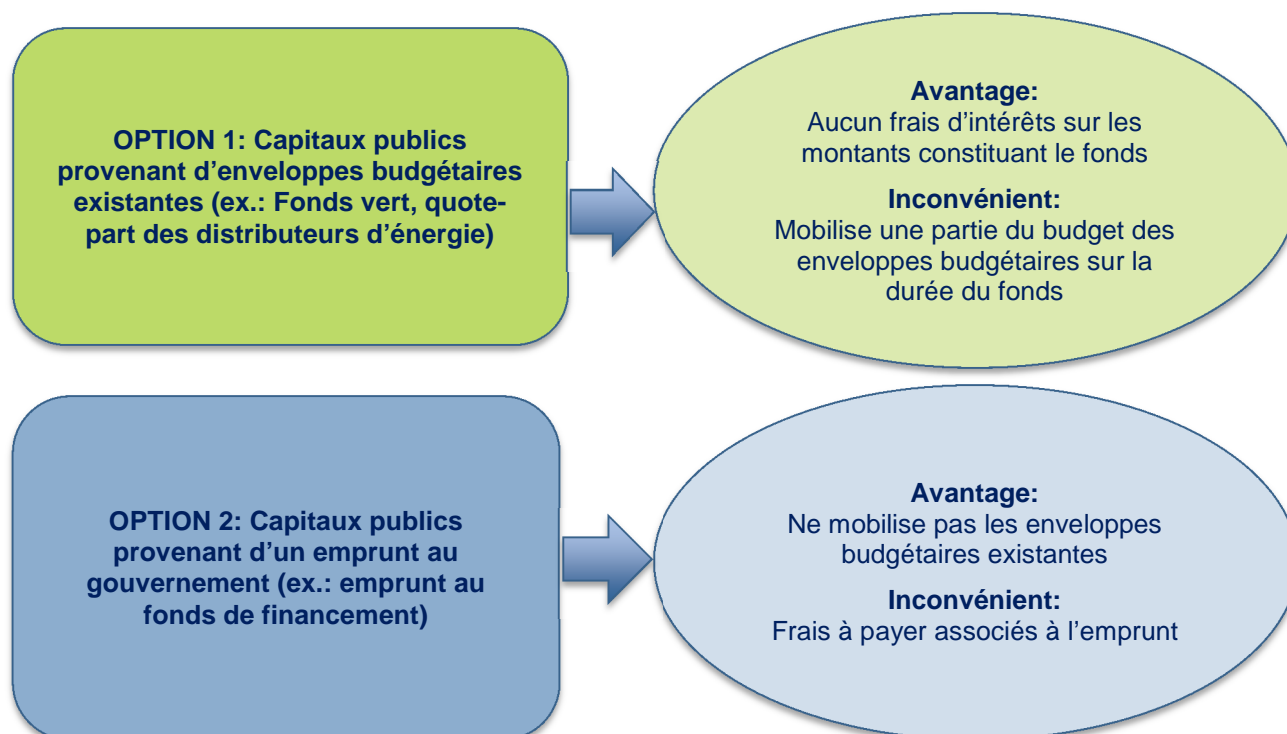 OPTION 1: Capitaux publics
provenant d’enveloppes budgétaires
existantes (ex.: Fonds vert, quote-
part des distributeurs d’énergie)
Avantage:
Aucun frais d’intérêts sur les
montants constituant le fonds
Inconvénient:
Mobilise une partie du budget des
enveloppes budgétaires sur la
durée du fonds
OPTION 2: Capitaux publics
provenant d’un emprunt au
gouvernement (ex.: emprunt au
fonds de financement)
Avantage:
Ne mobilise pas les enveloppes
budgétaires existantes
Inconvénient:
Frais à payer associés à l’emprunt